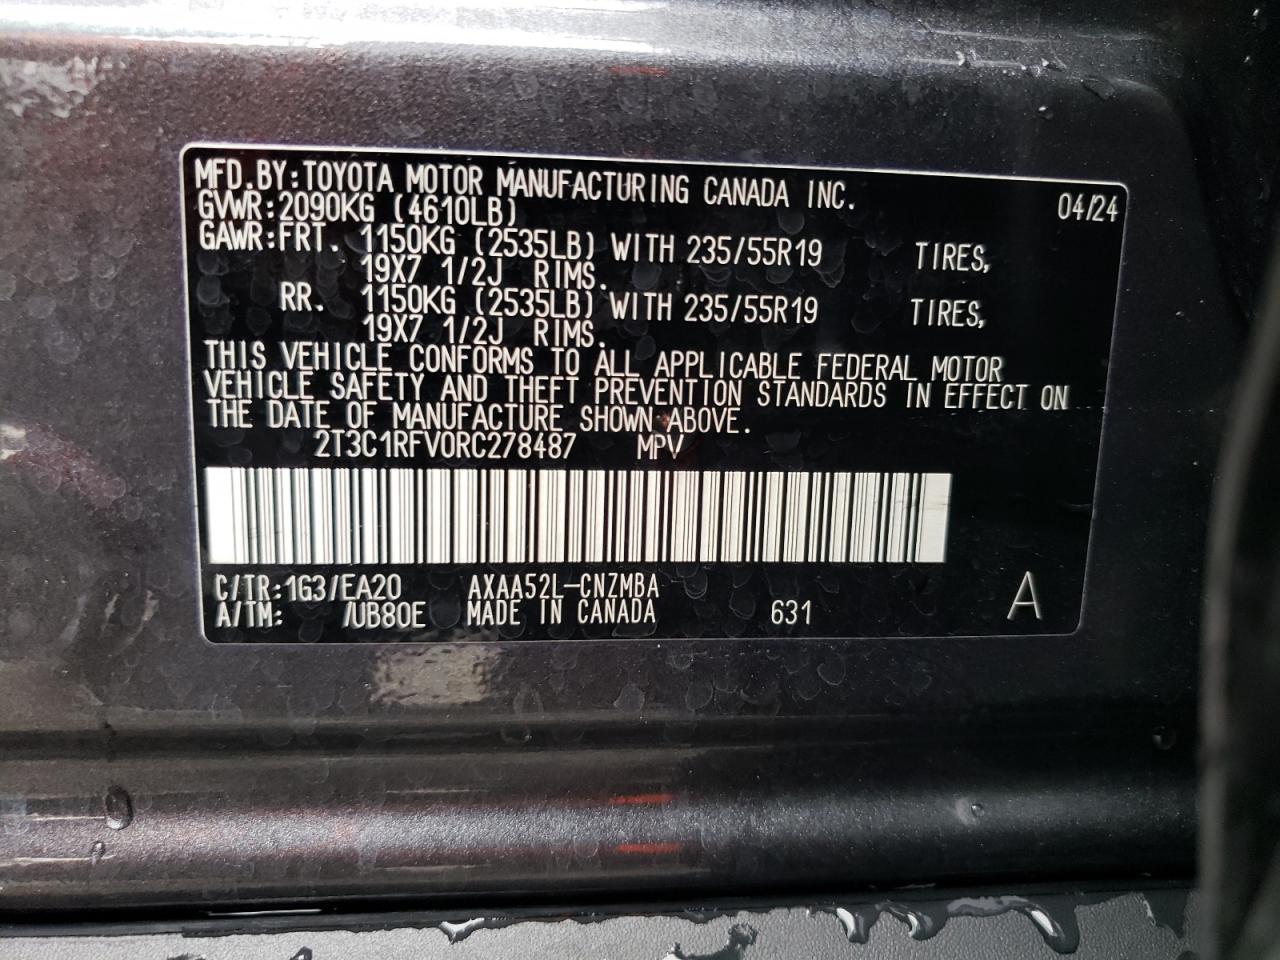 MFD.BY:TOYOTA MOTOR MANUFACTURING CANADA INC. 04/24
GVWR:2090KG (4610LB)
GAWR:FRT. 1150KG (2535LB) WITH 235/55R19 TIRES,
19X7 1/2J RIMS.
RR. 1150KG (2535LB) WITH 235/55R19 TIRES,
19X7 1/2J RIMS.
THIS VEHICLE CONFORMS TO ALL APPLICABLE FEDERAL MOTOR
VEHICLE SAFETY AND THEFT PREVENTION STANDARDS IN EFFECT ON
THE DATE OF MANUFACTURE SHOWN ABOVE.
2T3C1RFV0RC278487 MPV
C/TR:1G3/EA20 AXAA52L-CNZMBA
A/TM: /UB80E MADE IN CANADA 631 A